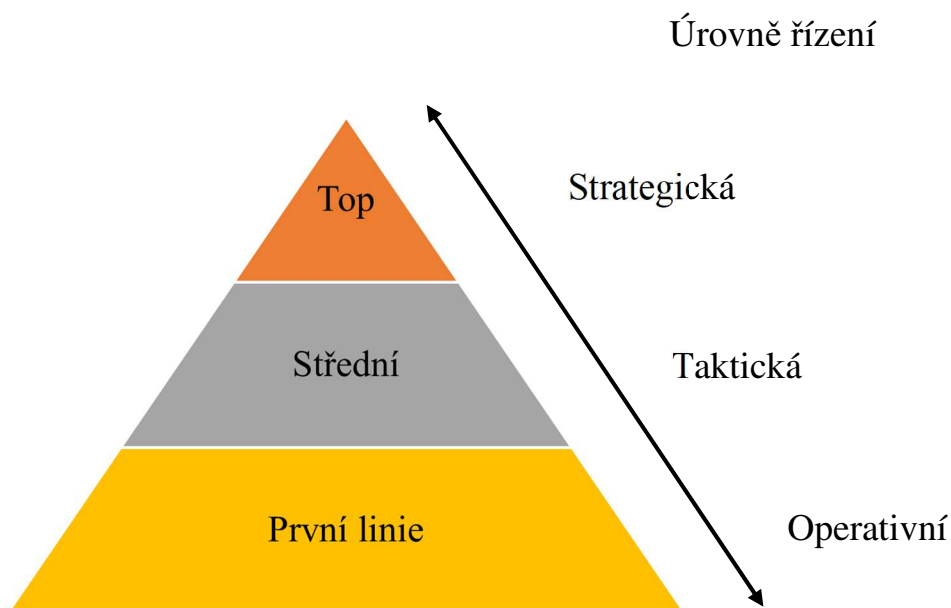 Úrovně řízení
Strategická
Top
Střední
Taktická
První linie
Operativní